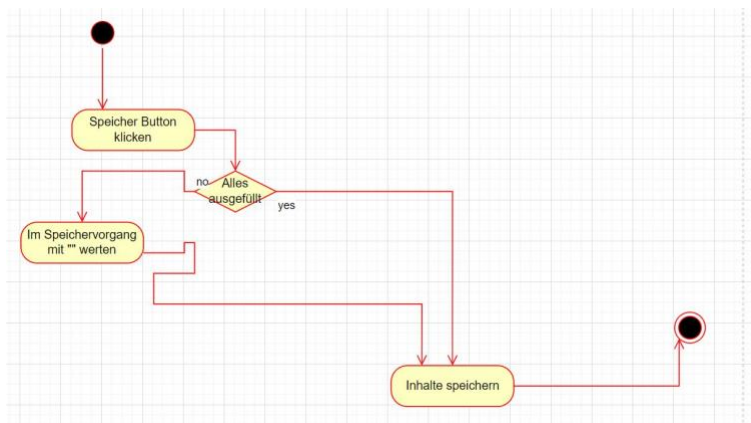 Speicher Button
klicken
no
Alles
ausgefüllt
yes
Im Speichervorgang
mit "" werten
Inhalte speichern